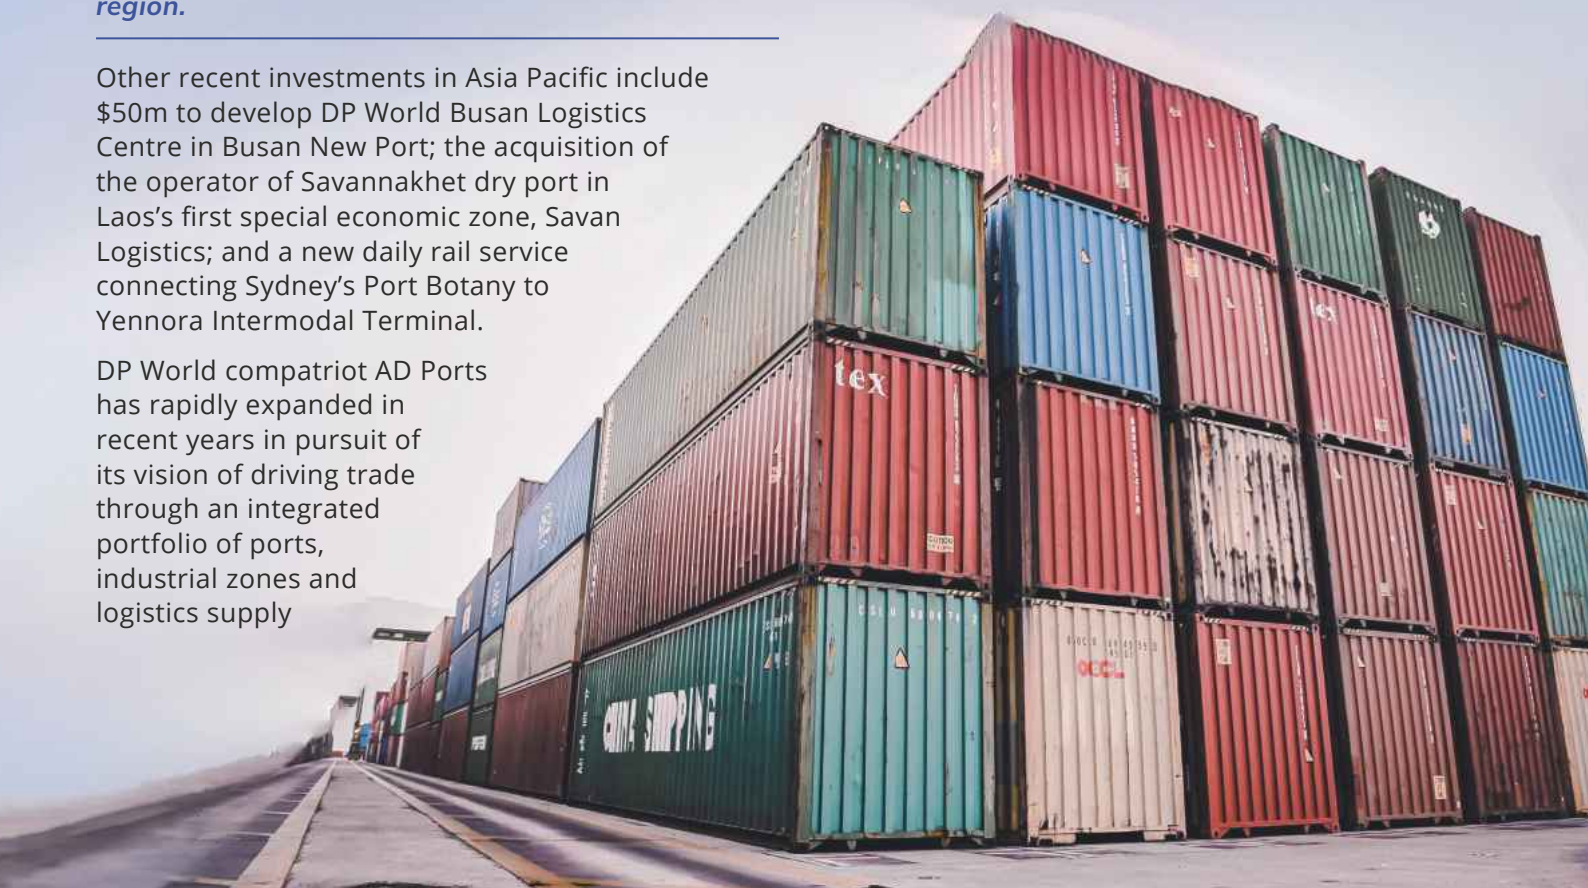 region.
Other recent investments in Asia Pacific include
$50m to develop DP World Busan Logistics
Centre in Busan New Port; the acquisition of
the operator of Savannakhet dry port in
Laos’s first special economic zone, Savan
Logistics; and a new daily rail service
connecting Sydney’s Port Botany to
Yennora Intermodal Terminal.
DP World compatriot AD Ports
has rapidly expanded in
recent years in pursuit of
its vision of driving trade
through an integrated
portfolio of ports,
industrial zones and
logistics supply
tex
tex
CHINA SHIPPING
OOCL